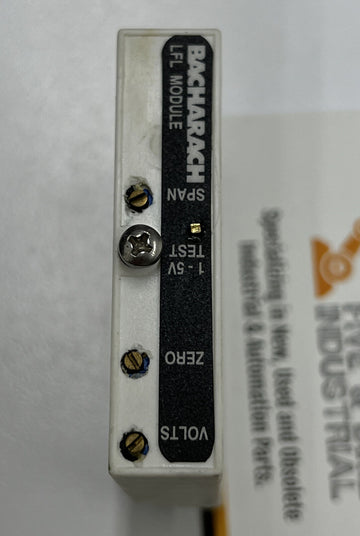 BACHARACH
LFL MODULE
SPAN
1 - 5V
TEST
ZERO
VOLTS
INDUSTRIAL
Specializing in New, Used and Obsolete
Industrial & Automation Parts.